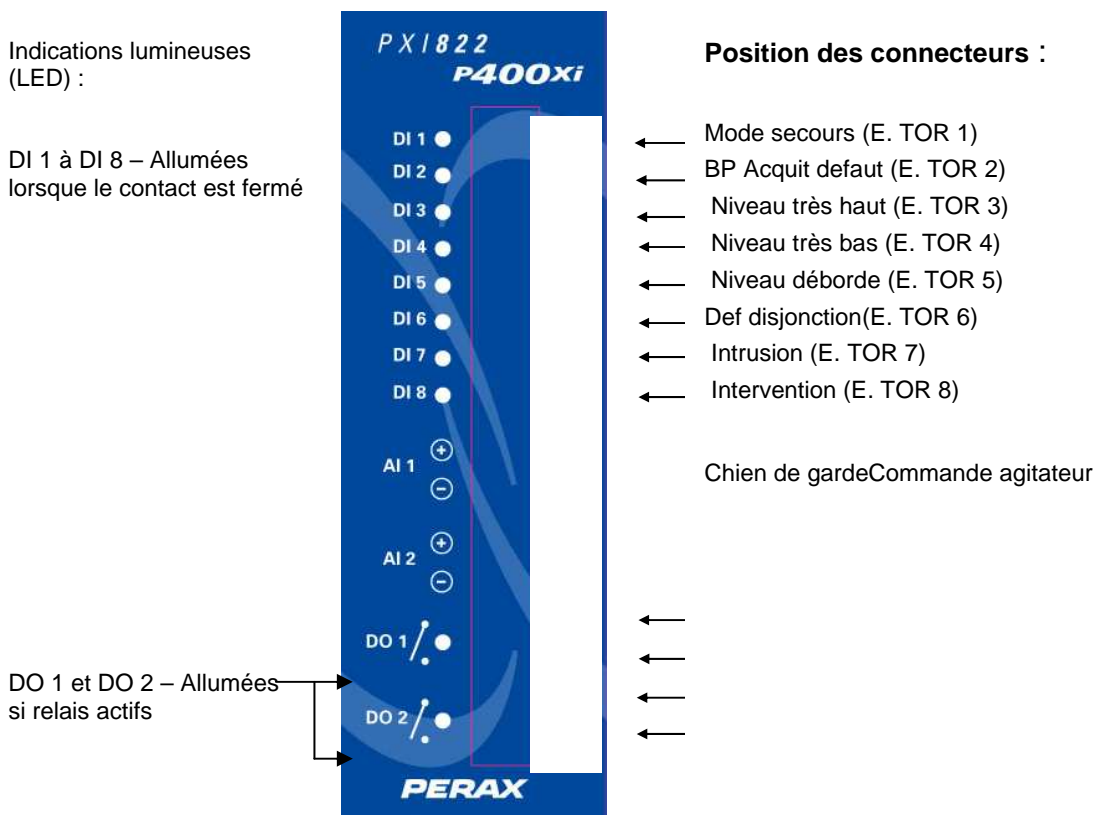 Indications lumineuses
(LED) :
DI 1 à DI 8 – Allumées
lorsque le contact est fermé
DO 1 et DO 2 – Allumées
si relais actifs
PXI822
P400Xi
DI 1
DI 2
DI 3
DI 4
DI 5
DI 6
DI 7
DI 8
AI 1
+
−
AI 2
+
−
DO 1
DO 2
PERAX
Position des connecteurs :
Mode secours (E. TOR 1)
BP Acquit defaut (E. TOR 2)
Niveau très haut (E. TOR 3)
Niveau très bas (E. TOR 4)
Niveau déborde (E. TOR 5)
Def disjonction(E. TOR 6)
Intrusion (E. TOR 7)
Intervention (E. TOR 8)
Chien de gardeCommande agitateur